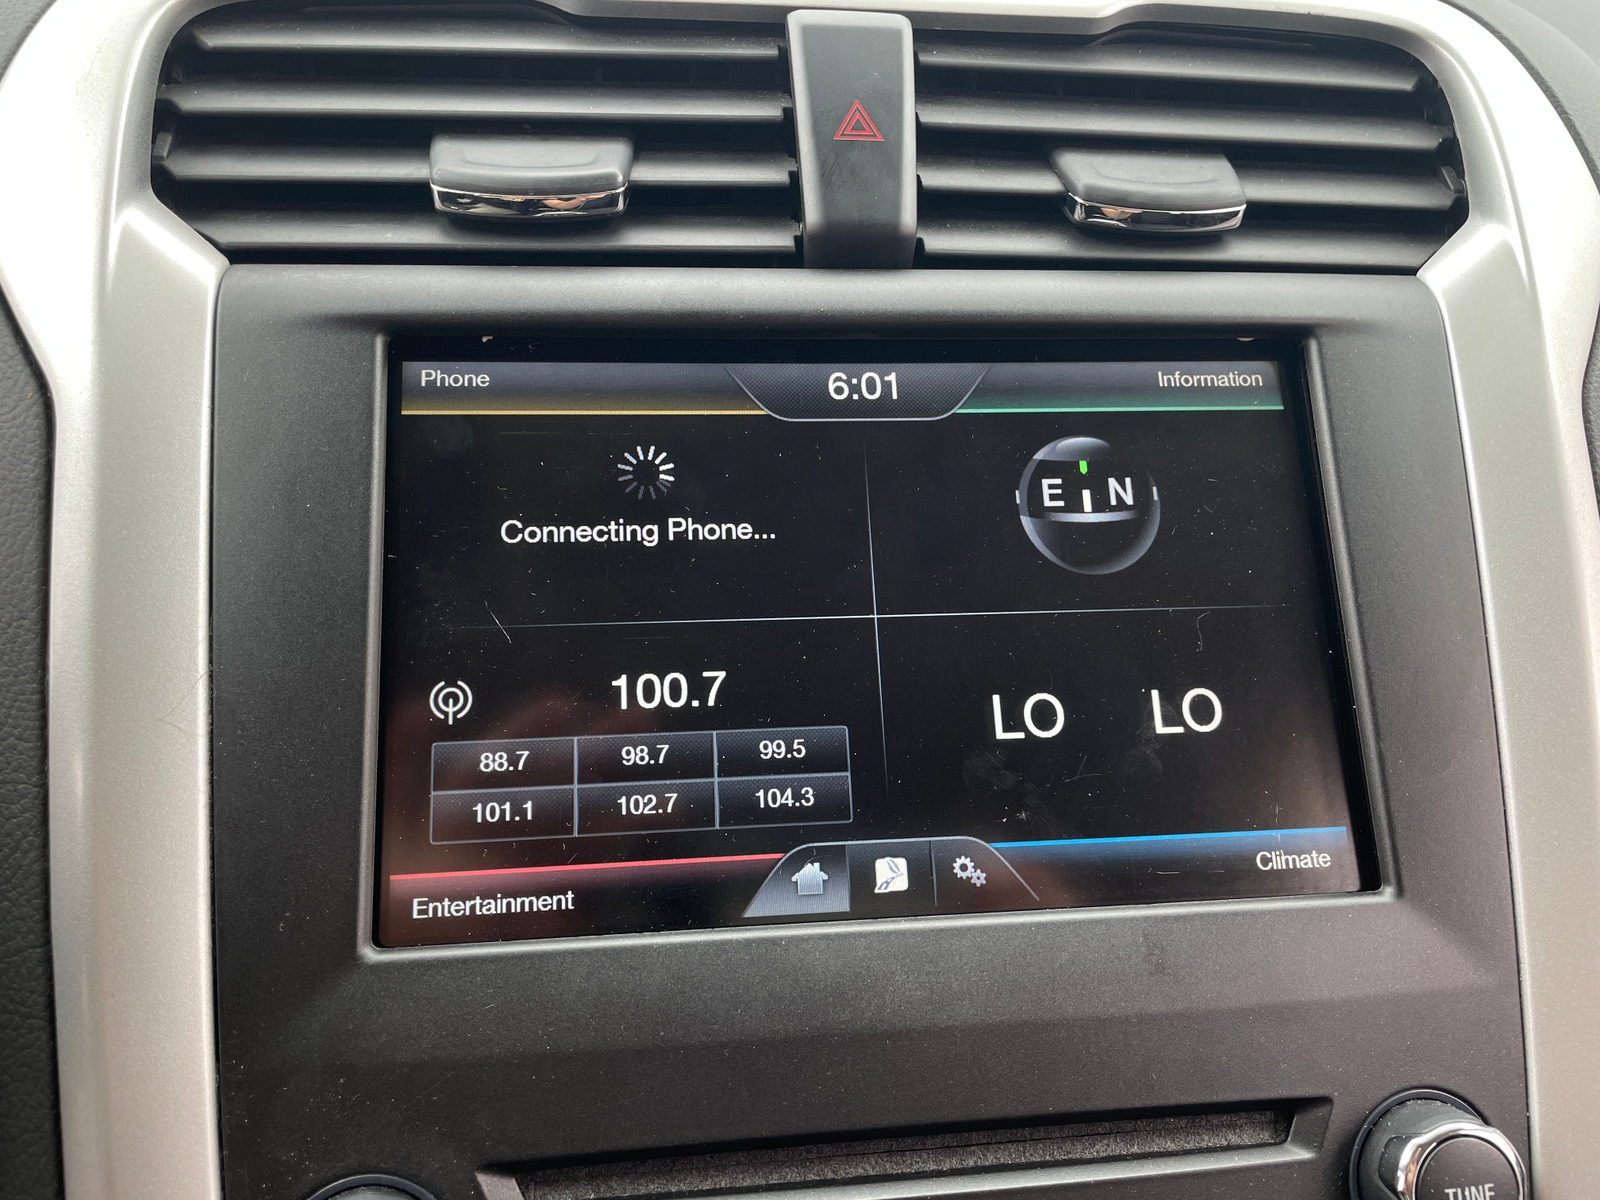 Phone
6:01
Information
Connecting Phone...
E N
100.7
88.7 98.7 99.5
101.1 102.7 104.3
LO LO
Entertainment
Climate
TUNE